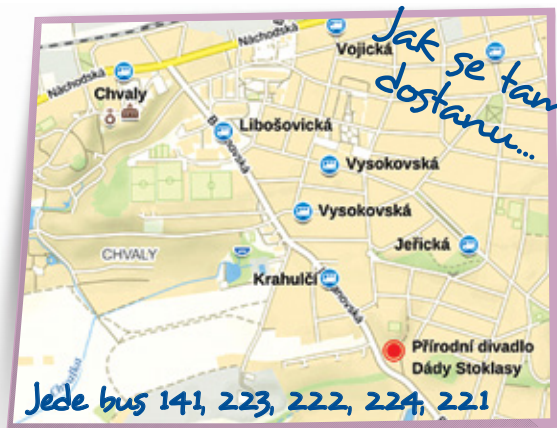 Jak se tam
dostanu...
Náchodská
Vojická
Náchodská
Chvaly
Libošovická
Vysokovská
Vysokovská
CHVALY
Jeřická
Krahulčí
Přírodní divadlo
Dády Stoklasy
Jede bus 141, 223, 222, 224, 221